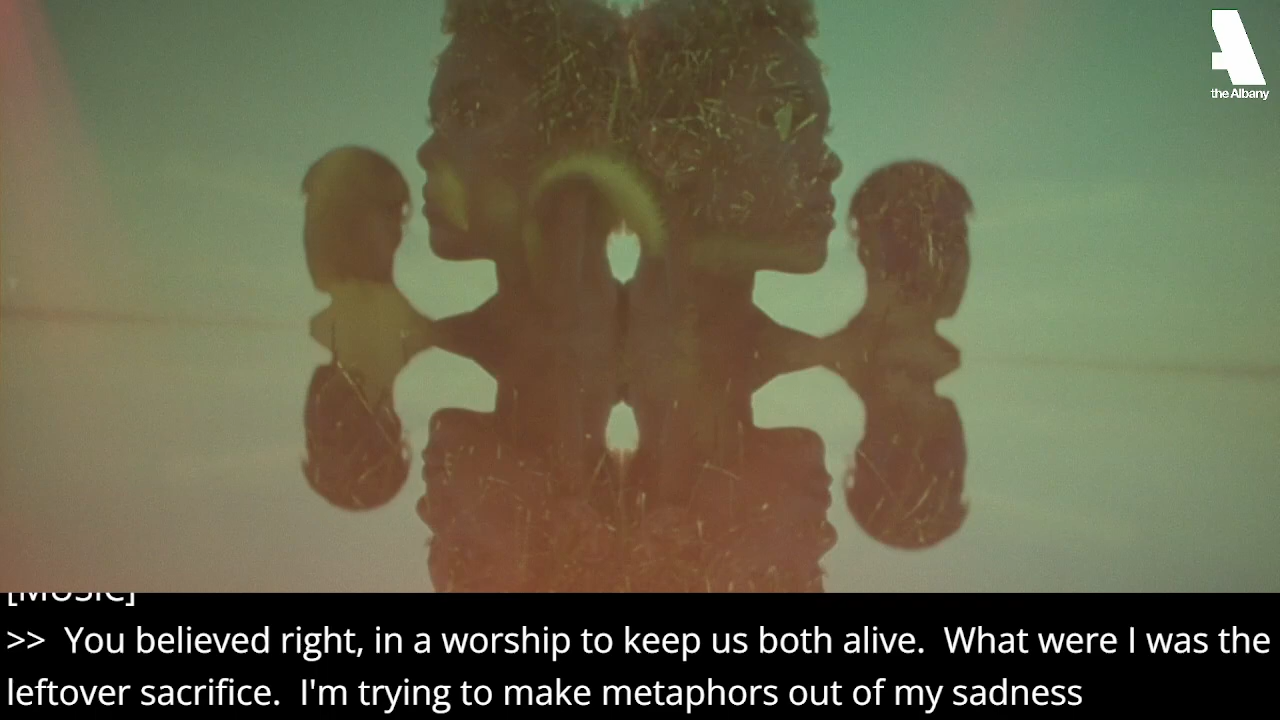 the Albany
[MUSIC]
>>  You believed right, in a worship to keep us both alive.  What were I was the
leftover sacrifice.  I'm trying to make metaphors out of my sadness